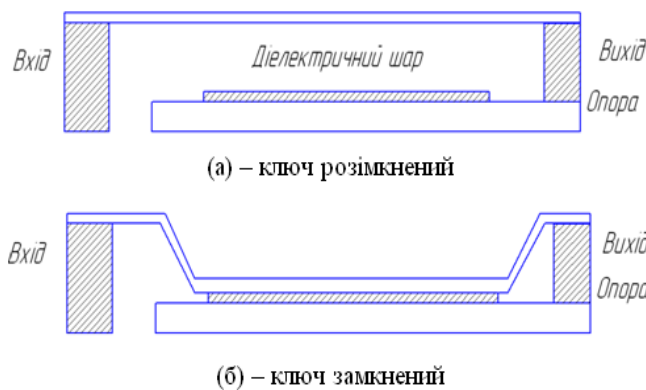 Вхід
Діелектричний шар
Вихід
Опора
(а) – ключ розімкнений
Вхід
Вихід
Опора
(б) – ключ замкнений